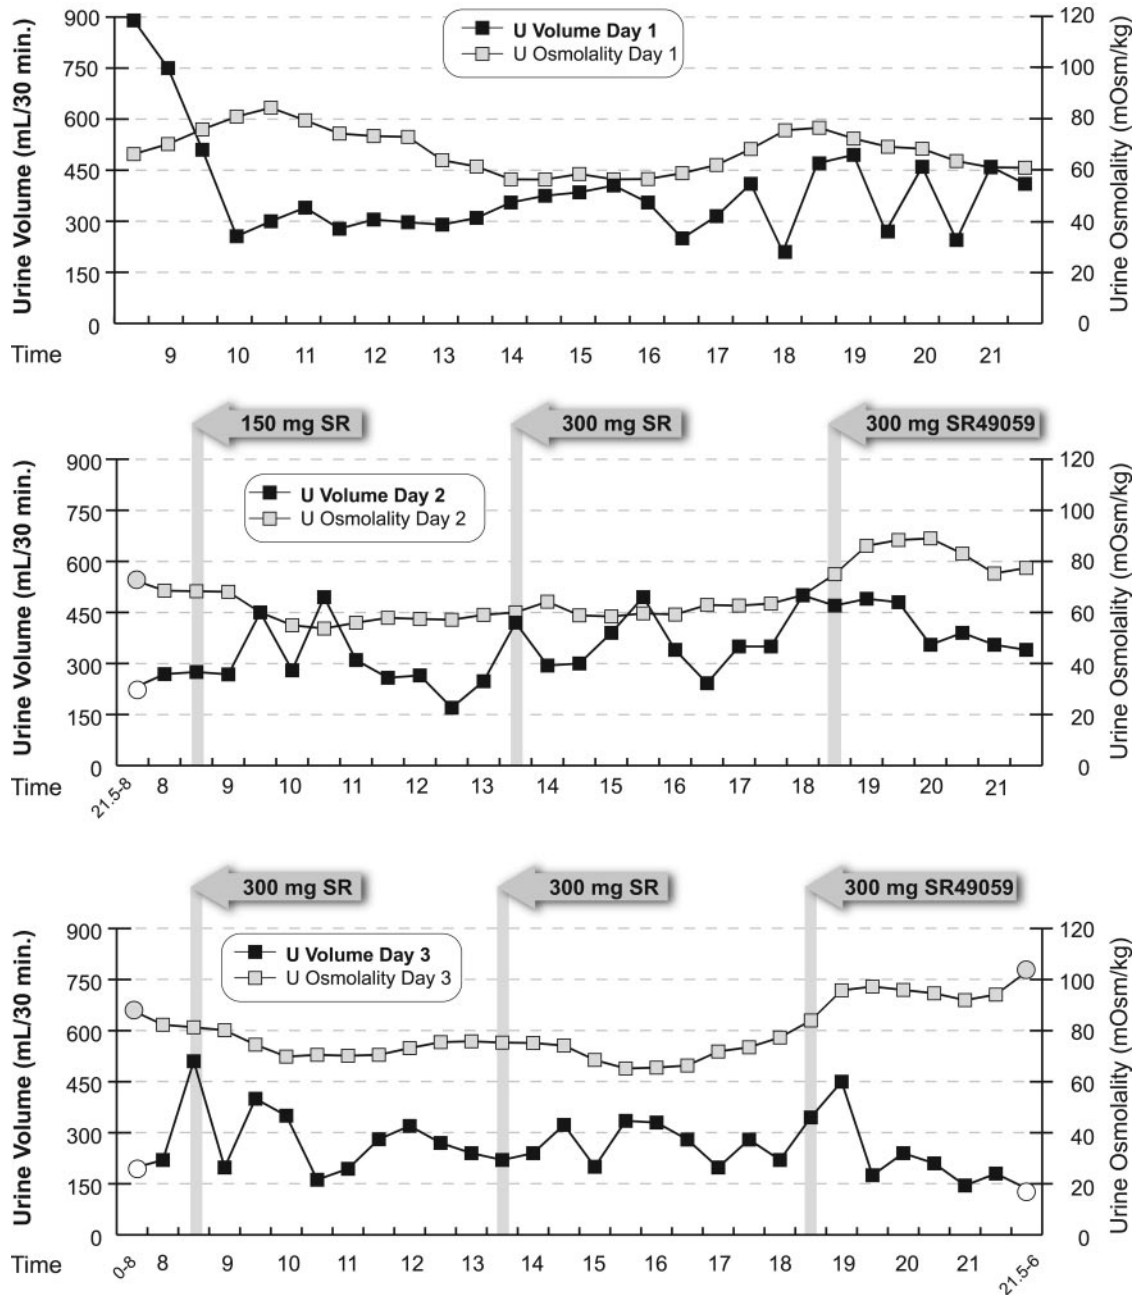 900
750
600
450
300
150
0
Urine Volume (mL/30 min.)
U Volume Day 1
U Osmolality Day 1
120
100
80
60
40
20
0
Urine Osmolality (mOsm/kg)
Time 9 10 11 12 13 14 15 16 17 18 19 20 21
150 mg SR 300 mg SR 300 mg SR49059
900
750
600
450
300
150
0
Urine Volume (mL/30 min.)
U Volume Day 2
U Osmolality Day 2
120
100
80
60
40
20
0
Urine Osmolality (mOsm/kg)
Time 21.5-8 8 9 10 11 12 13 14 15 16 17 18 19 20 21
300 mg SR 300 mg SR 300 mg SR49059
900
750
600
450
300
150
0
Urine Volume (mL/30 min.)
U Volume Day 3
U Osmolality Day 3
120
100
80
60
40
20
0
Urine Osmolality (mOsm/kg)
Time 0-8 8 9 10 11 12 13 14 15 16 17 18 19 20 21 21.5-6